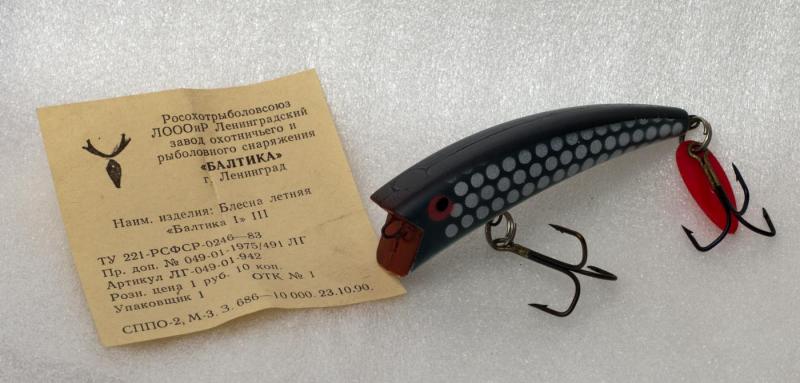 Росохотрыболовсоюз
ЛОООиР Ленинградский
завод охотничьего и
рыболовного снаряжения
«БАЛТИКА»
г. Ленинград
Наим. изделия: Блесна летняя
«Балтика 1» III
ТУ 221-РСФСР-0246—83
Пр. доп. № 049-01-1975/491 ЛГ
Артикул ЛГ-049-01-942
Розн. цена 1 руб. 10 коп.
Упаковщик 1 ОТК № 1
СППО-2, М-3. З. 686—10 000. 23.10.90.